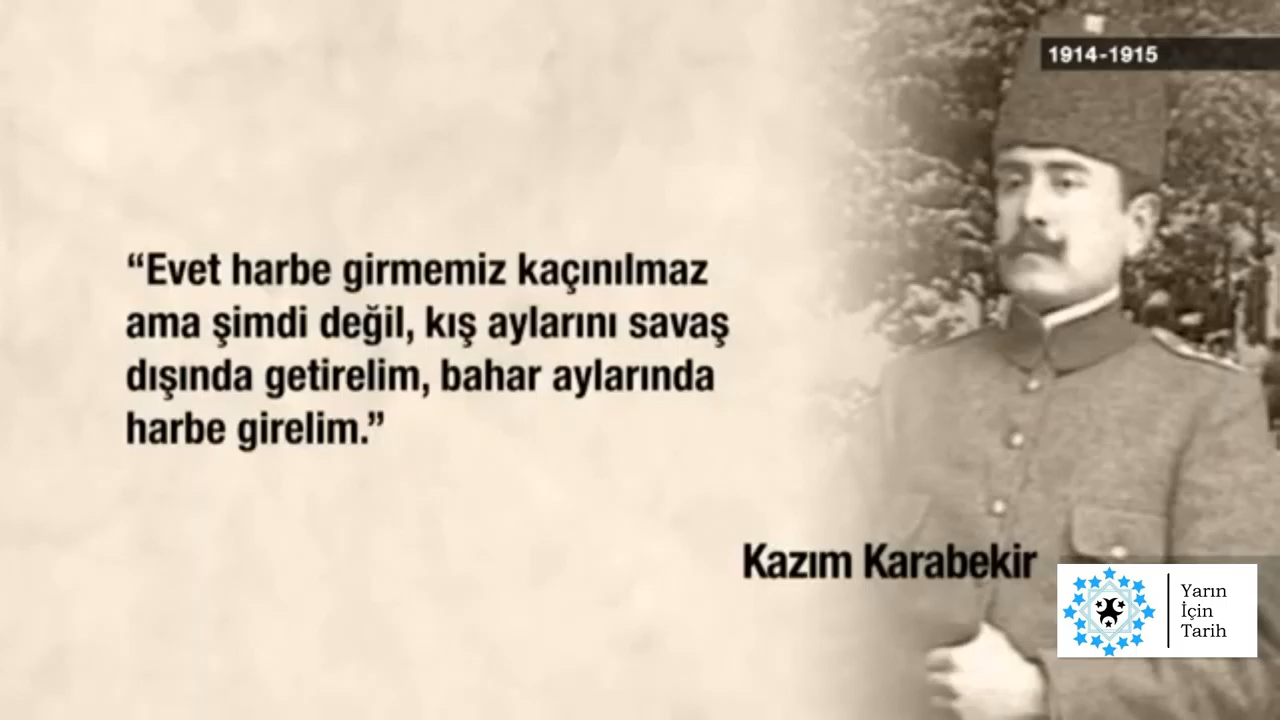 1914-1915
“Evet harbe girmemiz kaçınılmaz
ama şimdi değil, kış aylarını savaş
dışında getirelim, bahar aylarında
harbe girelim.”
Kazım Karabekir
Yarın
İçin
Tarih